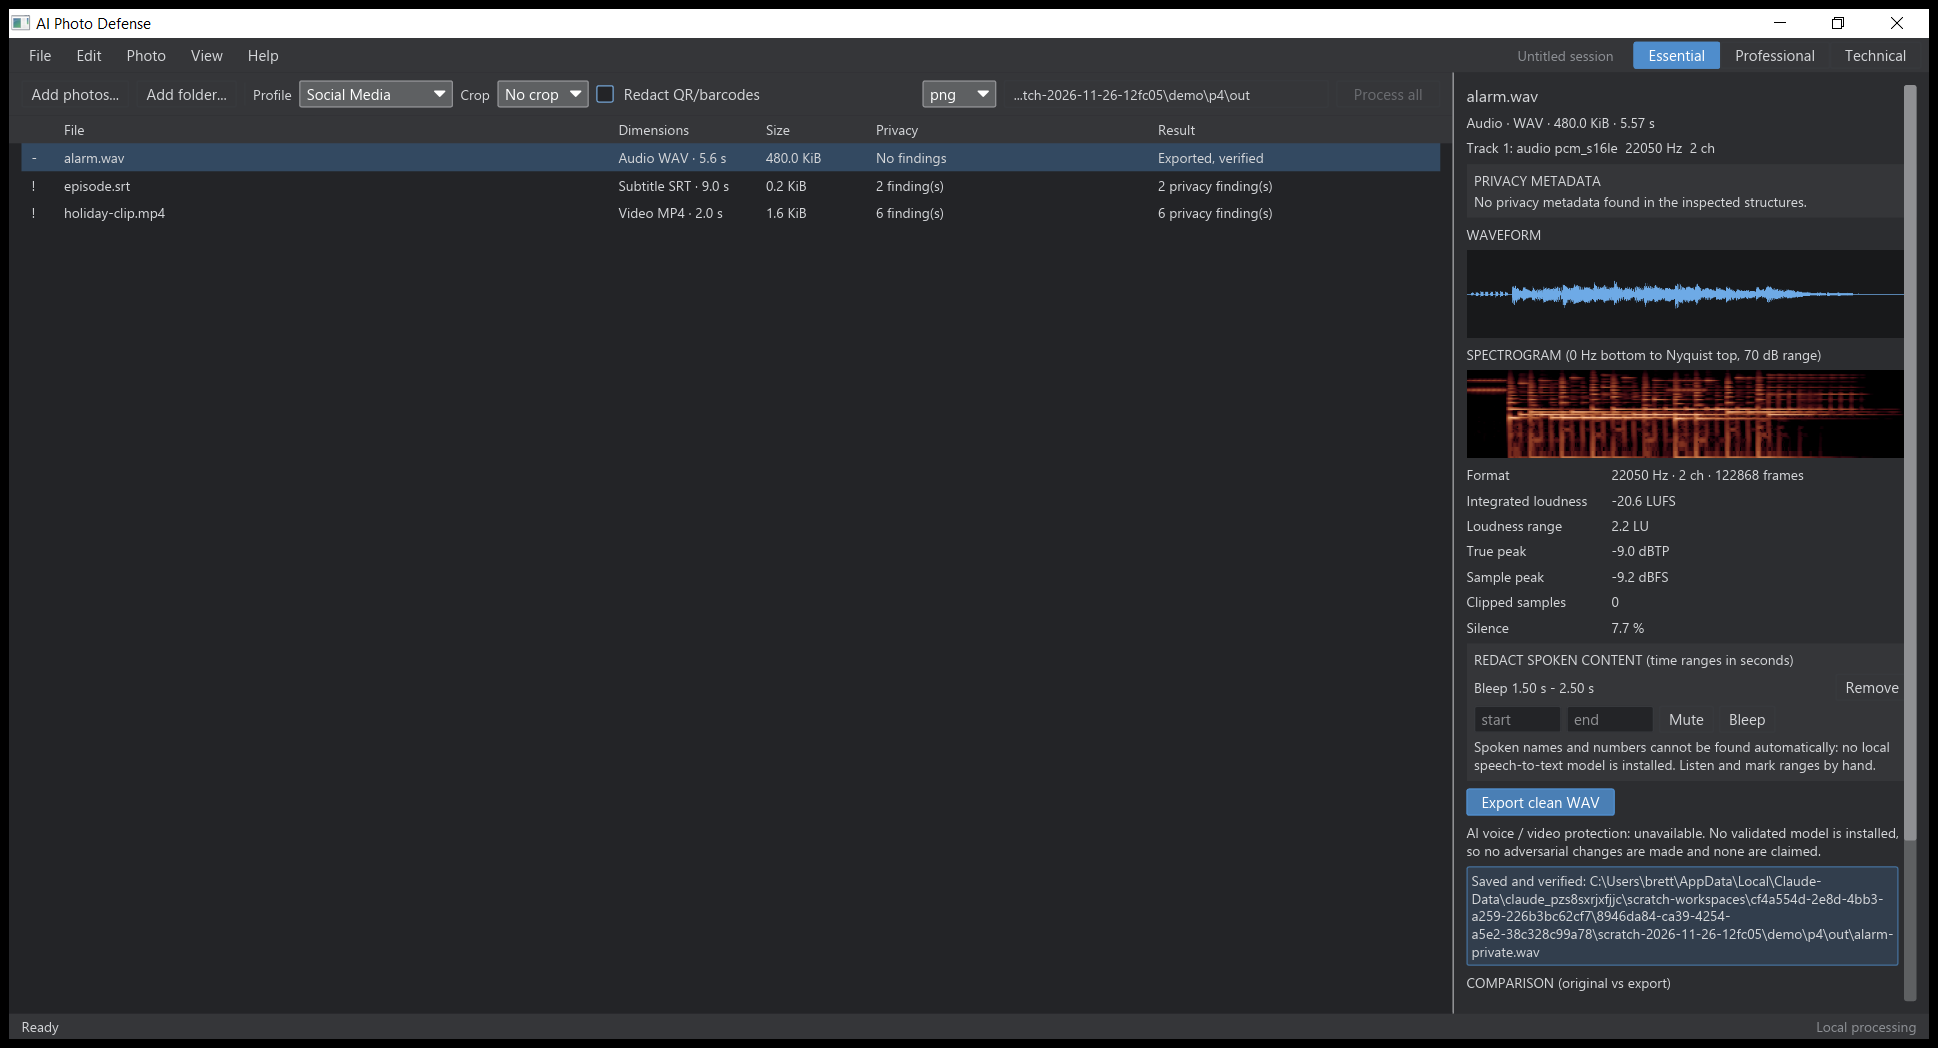 AI Photo Defense
File Edit Photo View Help Untitled session Essential Professional Technical
Add photos... Add folder... Profile Social Media Crop No crop Redact QR/barcodes png ...tch-2026-11-26-12fc05\demo\p4\out Process all
File Dimensions Size Privacy Result
- alarm.wav Audio WAV · 5.6 s 480.0 KiB No findings Exported, verified
! episode.srt Subtitle SRT · 9.0 s 0.2 KiB 2 finding(s) 2 privacy finding(s)
! holiday-clip.mp4 Video MP4 · 2.0 s 1.6 KiB 6 finding(s) 6 privacy finding(s)
alarm.wav
Audio · WAV · 480.0 KiB · 5.57 s
Track 1: audio pcm_s16le 22050 Hz 2 ch
PRIVACY METADATA
No privacy metadata found in the inspected structures.
WAVEFORM
SPECTROGRAM (0 Hz bottom to Nyquist top, 70 dB range)
Format 22050 Hz · 2 ch · 122868 frames
Integrated loudness -20.6 LUFS
Loudness range 2.2 LU
True peak -9.0 dBTP
Sample peak -9.2 dBFS
Clipped samples 0
Silence 7.7 %
REDACT SPOKEN CONTENT (time ranges in seconds)
Bleep 1.50 s - 2.50 s Remove
start end Mute Bleep
Spoken names and numbers cannot be found automatically: no local
speech-to-text model is installed. Listen and mark ranges by hand.
Export clean WAV
AI voice / video protection: unavailable. No validated model is installed,
so no adversarial changes are made and none are claimed.
Saved and verified: C:\Users\brett\AppData\Local\Claude-
Data\claude_pzs8sxrjxfjjc\scratch-workspaces\cf4a554d-2e8d-4bb3-
a259-226b3bc62cf7\8946da84-ca39-4254-
a5e2-38c328c99a78\scratch-2026-11-26-12fc05\demo\p4\out\alarm-
private.wav
COMPARISON (original vs export)
Ready Local processing